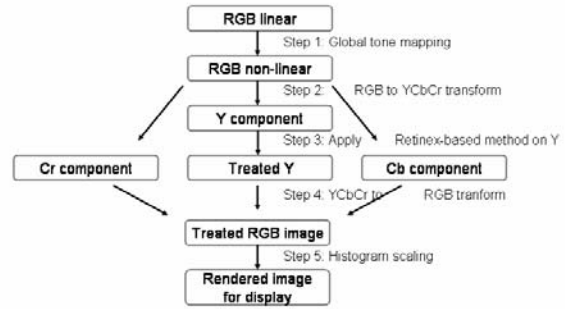 RGB linear
Step 1: Global tone mapping
RGB non-linear
Step 2: RGB to YCbCr transform
Y component
Step 3: Apply Retinex-based method on Y
Cr component
Treated Y
Cb component
Step 4: YCbCr to RGB tranform
Treated RGB image
Step 5: Histogram scaling
Rendered image
for display